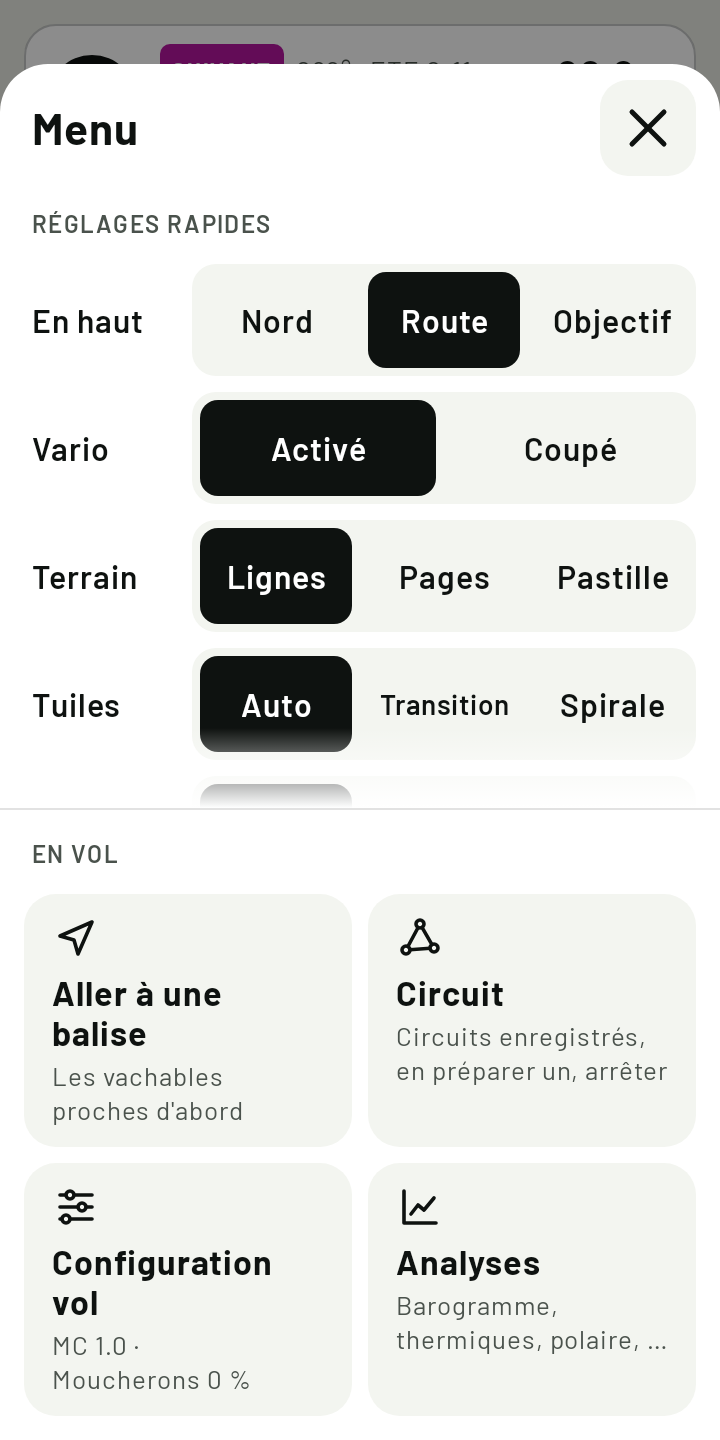 Menu
RÉGLAGES RAPIDES
En haut Nord Route Objectif
Vario Activé Coupé
Terrain Lignes Pages Pastille
Tuiles Auto Transition Spirale
EN VOL
Aller à une
balise
Les vachables
proches d'abord
Circuit
Circuits enregistrés,
en préparer un, arrêter
Configuration
vol
MC 1.0 ·
Moucherons 0 %
Analyses
Barogramme,
thermiques, polaire, ...